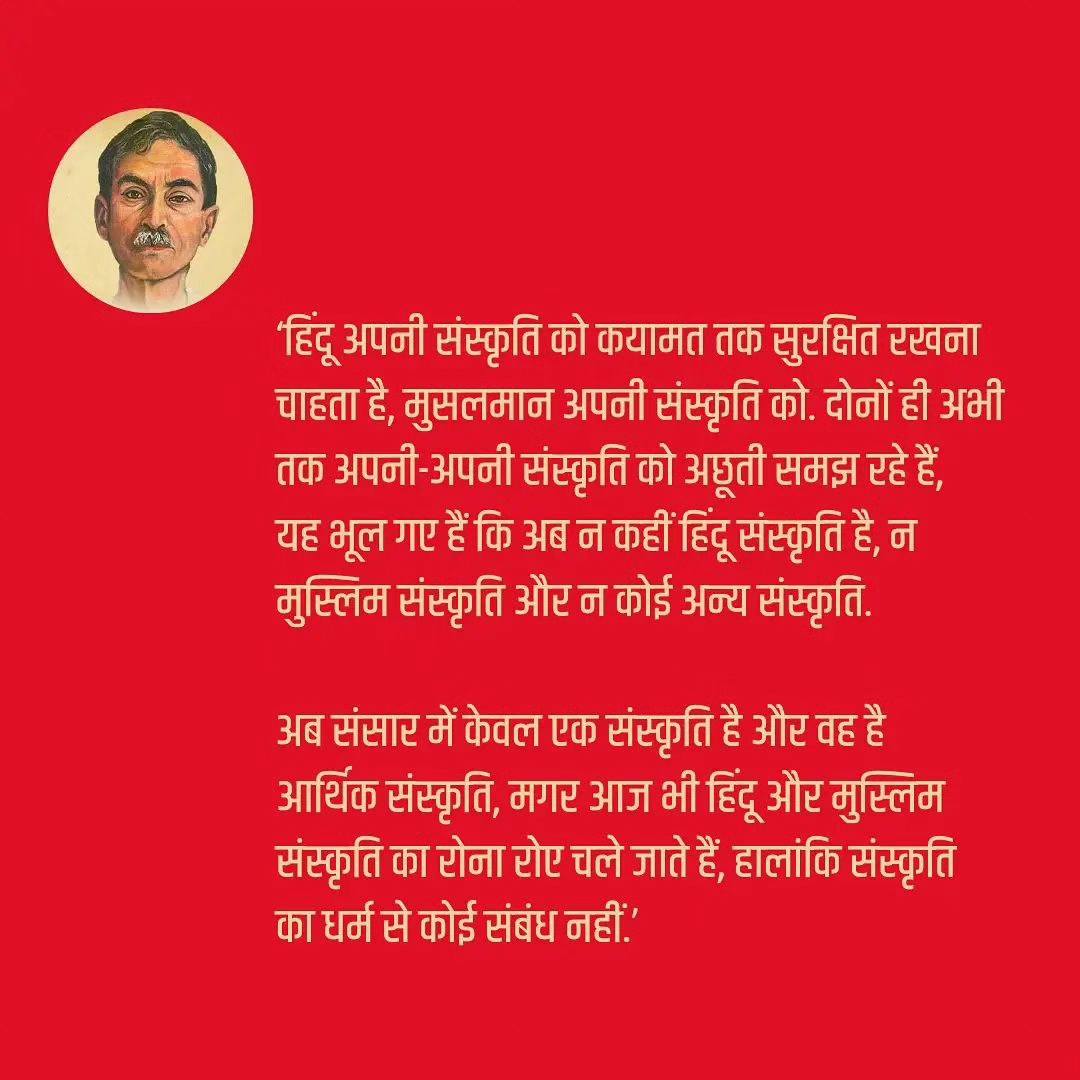 ‘हिंदू अपनी संस्कृति को कयामत तक सुरक्षित रखना
चाहता है, मुसलमान अपनी संस्कृति को. दोनों ही अभी
तक अपनी-अपनी संस्कृति को अछूती समझ रहे हैं,
यह भूल गए हैं कि अब न कहीं हिंदू संस्कृति है, न
मुस्लिम संस्कृति और न कोई अन्य संस्कृति.
अब संसार में केवल एक संस्कृति है और वह है
आर्थिक संस्कृति, मगर आज भी हिंदू और मुस्लिम
संस्कृति का रोना रोए चले जाते हैं, हालांकि संस्कृति
का धर्म से कोई संबंध नहीं.’